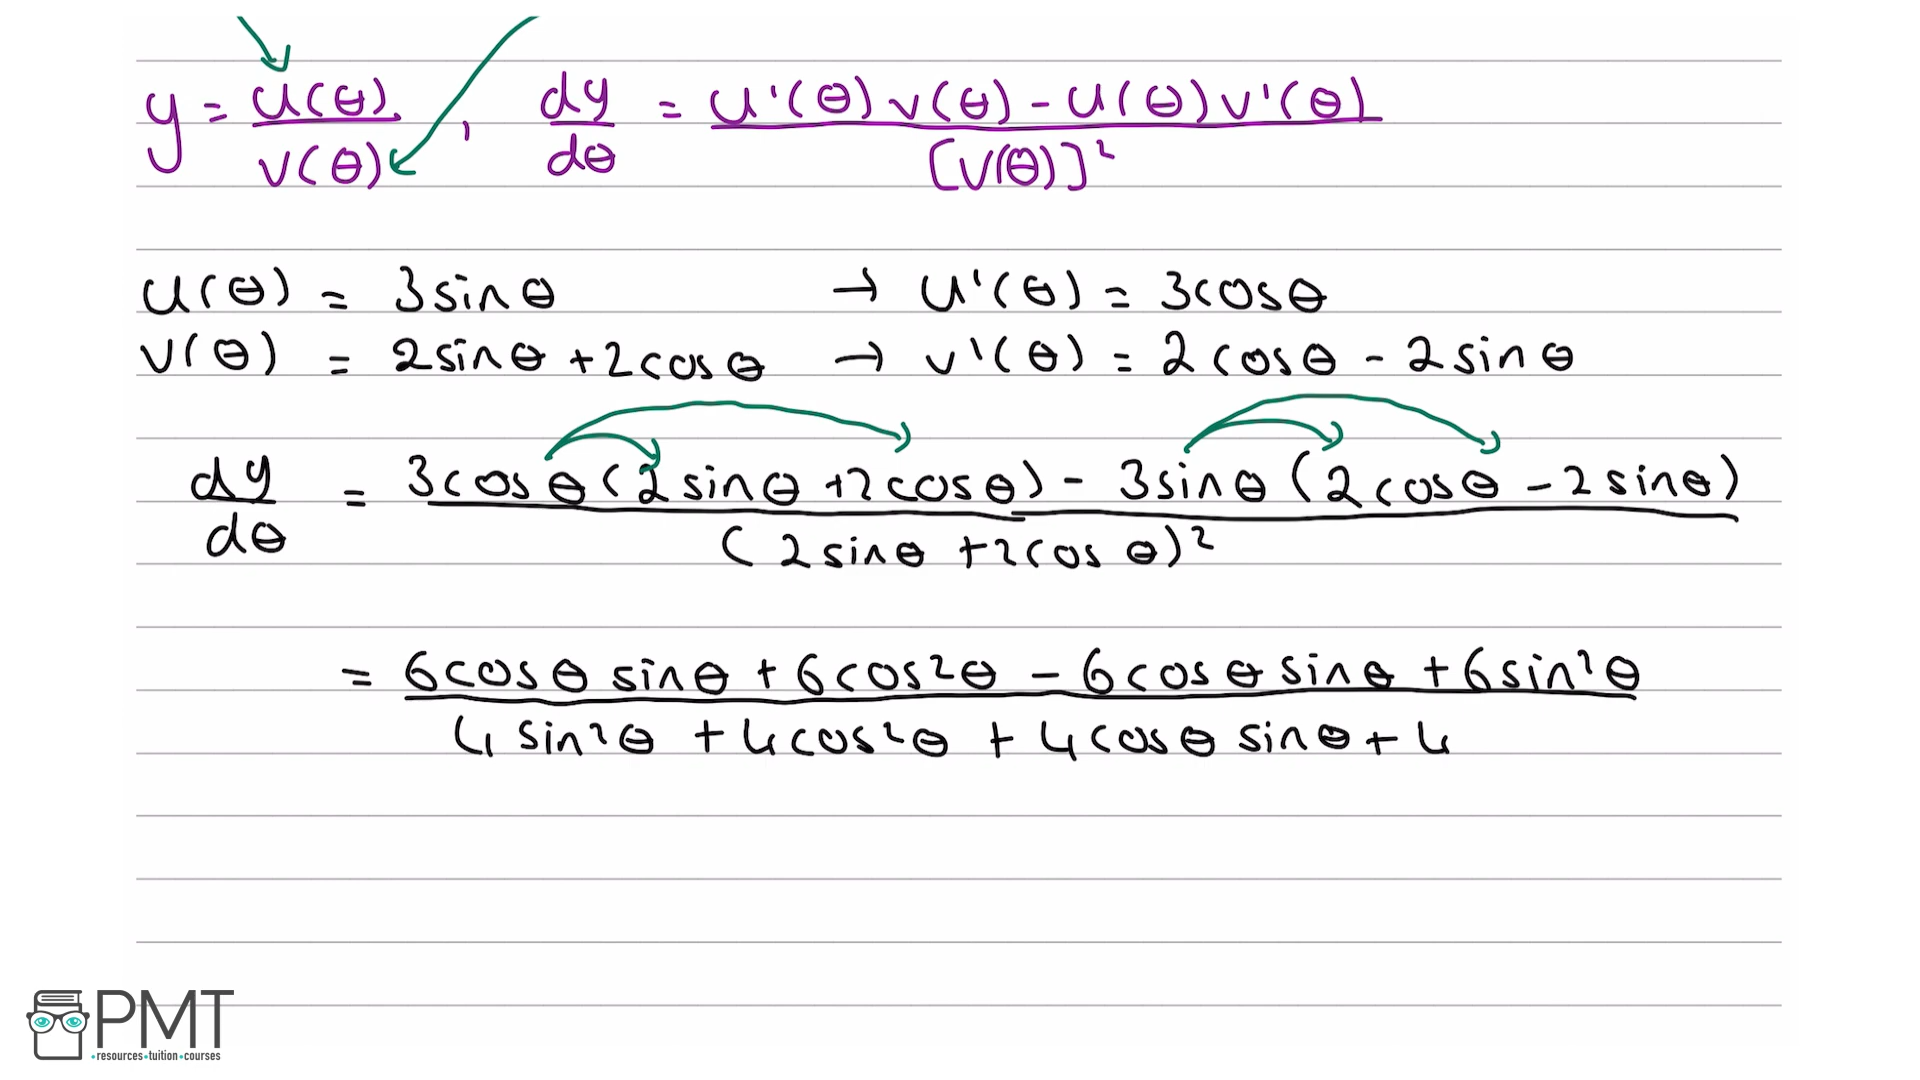 y = u(θ) / v(θ) , dy/dθ = u'(θ) v(θ) - u(θ) v'(θ) / [v(θ)]²
u(θ) = 3sinθ → u'(θ) = 3cosθ
v(θ) = 2sinθ + 2cosθ → v'(θ) = 2cosθ - 2sinθ
dy/dθ = 3cosθ(2sinθ + 2cosθ) - 3sinθ(2cosθ - 2sinθ) / (2sinθ + 2cosθ)²
= 6cosθ sinθ + 6cos²θ - 6cosθ sinθ + 6sin²θ / 4sin²θ + 4cos²θ + 4cosθ sinθ + 4
PMT
•resources•tuition•courses